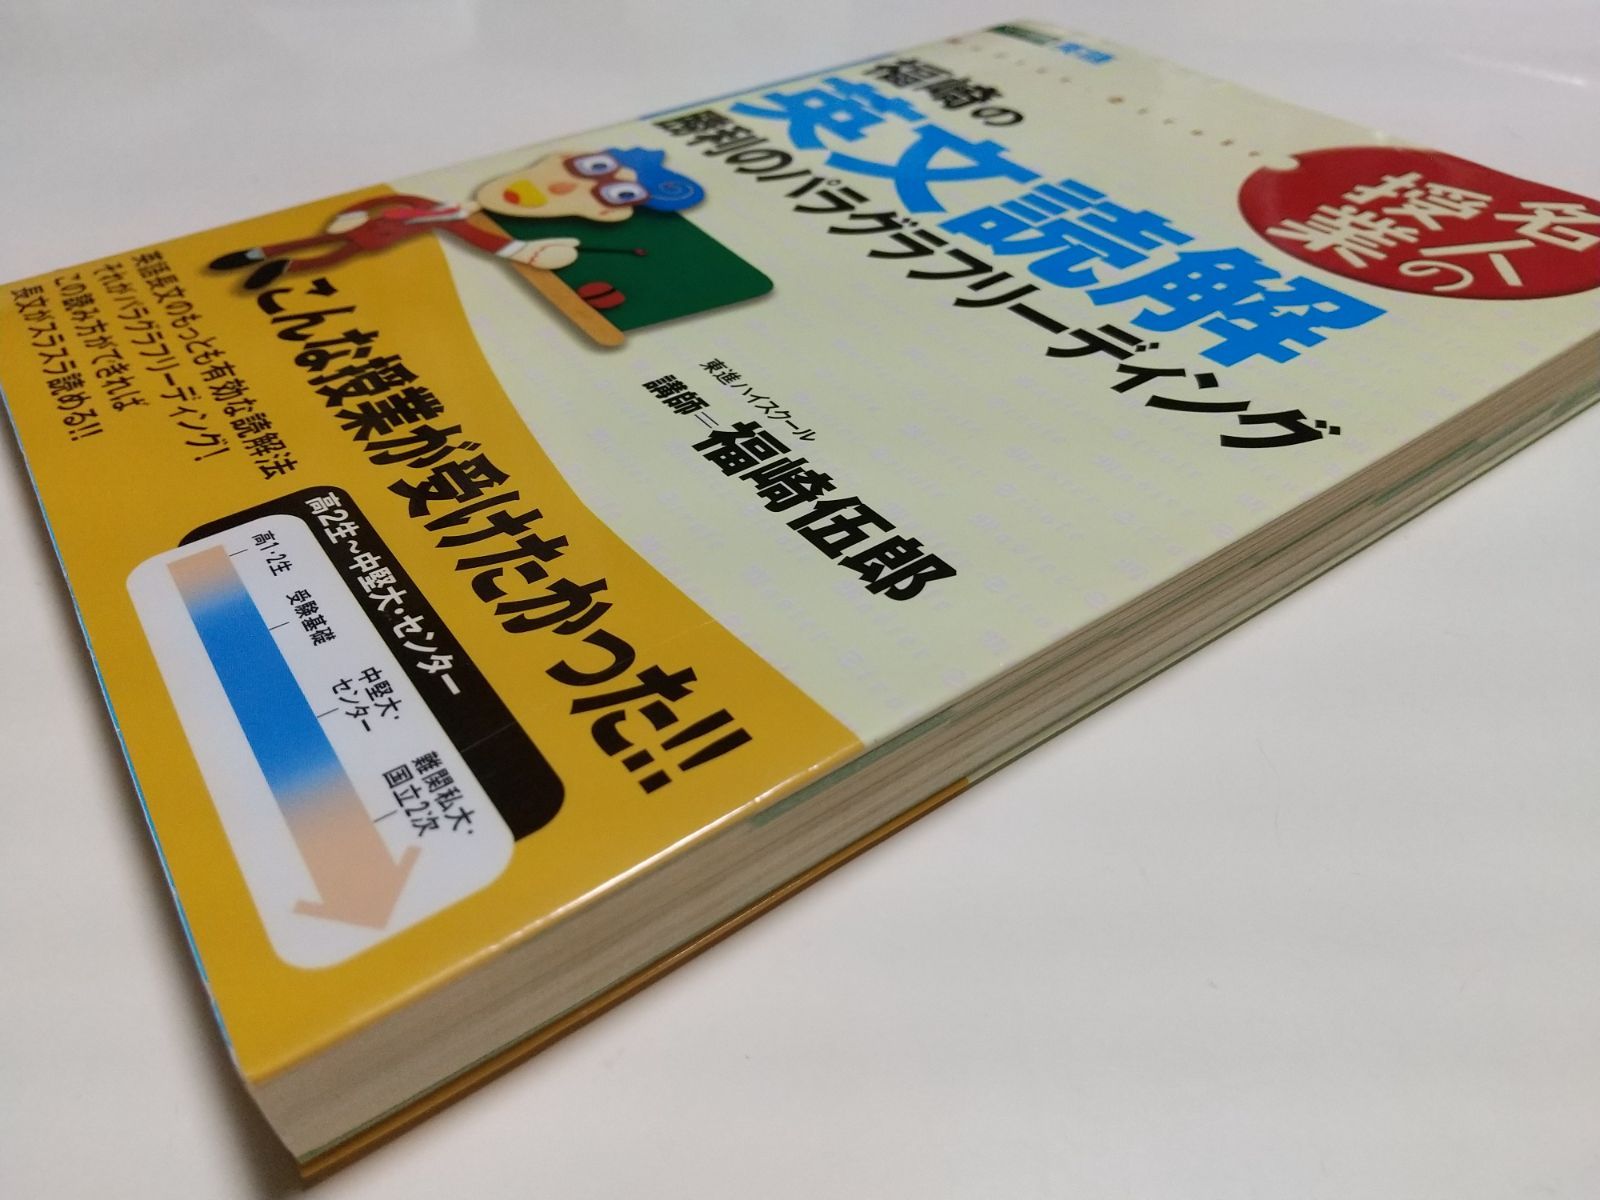 英語
名人の
授業
福崎の
英文読解
勝利のパラグラフリーディング
東進ハイスクール
講師=福崎伍郎
こんな授業が受けたかった!!
英語長文のもっとも有効な読解法
それがパラグラフリーディング!
この読み方ができれば
長文がスラスラ読める!!
高2生~中堅大・センター
高1・2生
受験基礎
中堅大・
センター
難関私大・
国立2次